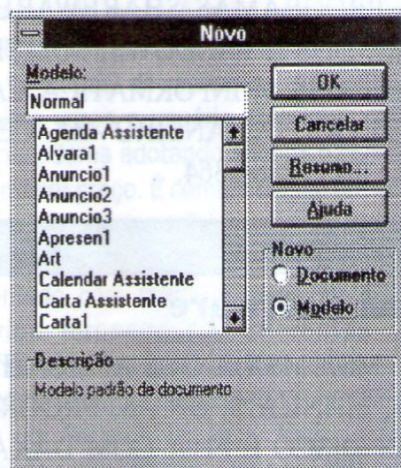 Novo
Modelo:
Normal
OK
Agenda Assistente
Alvara1
Anuncio1
Anuncio2
Anuncio3
Apresen1
Art
Calendar Assistente
Carta Assistente
Carta1
Cancelar
Resumo...
Ajuda
Novo
Documento
Modelo
Descrição
Modelo padrão de documento